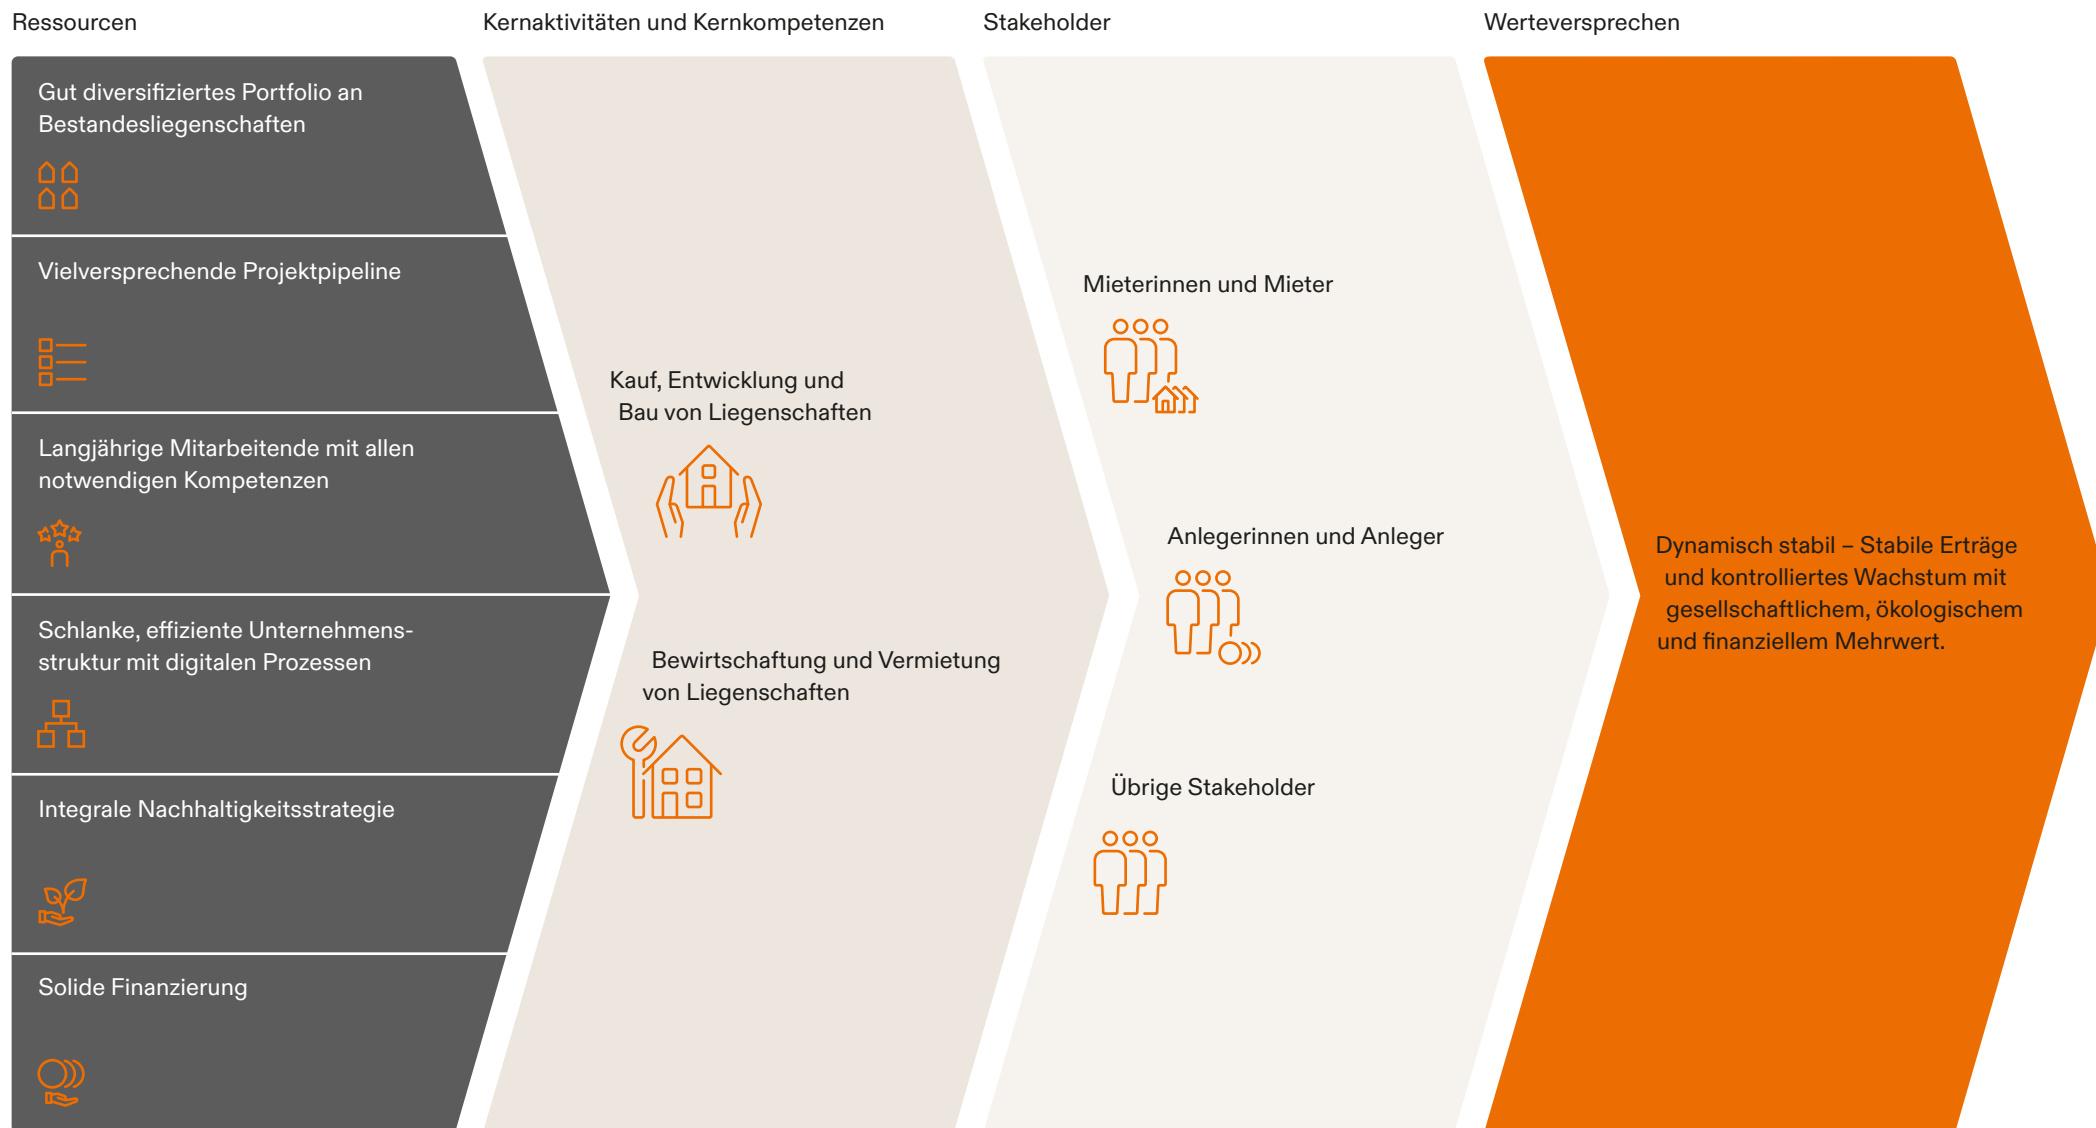 Ressourcen
Gut diversifiziertes Portfolio an
Bestandesliegenschaften
Vielversprechende Projektpipeline
Langjährige Mitarbeitende mit allen
notwendigen Kompetenzen
Schlanke, effiziente Unternehmens-
struktur mit digitalen Prozessen
Integrale Nachhaltigkeitsstrategie
Solide Finanzierung
Kernaktivitäten und Kernkompetenzen
Kauf, Entwicklung und
Bau von Liegenschaften
Bewirtschaftung und Vermietung
von Liegenschaften
Stakeholder
Mieterinnen und Mieter
Anlegerinnen und Anleger
Übrige Stakeholder
Werteversprechen
Dynamisch stabil – Stabile Erträge
und kontrolliertes Wachstum mit
gesellschaftlichem, ökologischem
und finanziellem Mehrwert.